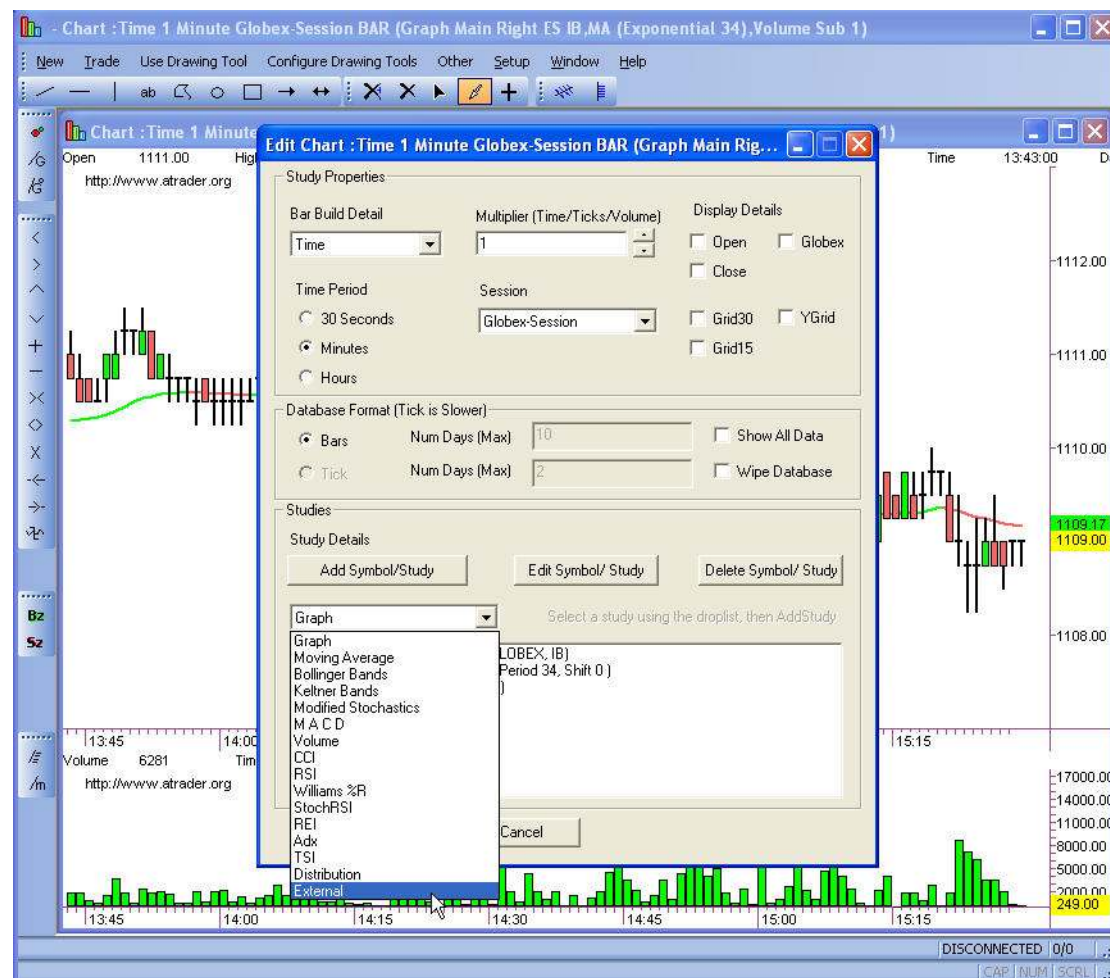 - Chart :Time 1 Minute Globex-Session BAR (Graph Main Right ES IB,MA (Exponential 34),Volume Sub 1)
New Trade Use Drawing Tool Configure Drawing Tools Other Setup Window Help
ab
Chart :Time 1 Minute
1)
Open 1111.00 High
Time 13:43:00 D
http://www.atrader.org
Edit Chart :Time 1 Minute Globex-Session BAR (Graph Main Rig...
Study Properties
Bar Build Detail
Multiplier (Time/Ticks/Volume)
Display Details
Time
1
Open Globex
Close
Time Period
Session
30 Seconds
Globex-Session
Grid30 YGrid
Minutes
Grid15
Hours
Database Format (Tick is Slower)
Bars Num Days (Max) 10 Show All Data
Tick Num Days (Max) 2 Wipe Database
Studies
Study Details
Add Symbol/Study Edit Symbol/ Study Delete Symbol/ Study
Graph
Select a study using the droplist, then AddStudy
Graph
Moving Average
Bollinger Bands
Keltner Bands
Modified Stochastics
M A C D
Volume
CCI
RSI
Williams %R
StochRSI
REI
Adx
TSI
Distribution
External
LOBEX, IB)
Period 34, Shift 0 )
)
Cancel
1112.00
1111.00
1110.00
1109.17
1109.00
1108.00
/G
Bz
Sz
/m
13:45 14:00 15:15
Volume 6281 Tim
http://www.atrader.org
17000.00
14000.00
11000.00
8000.00
5000.00
2000.00
249.00
13:45 14:00 14:15 14:30 14:45 15:00 15:15
DISCONNECTED 0/0
CAP NUM SCRL